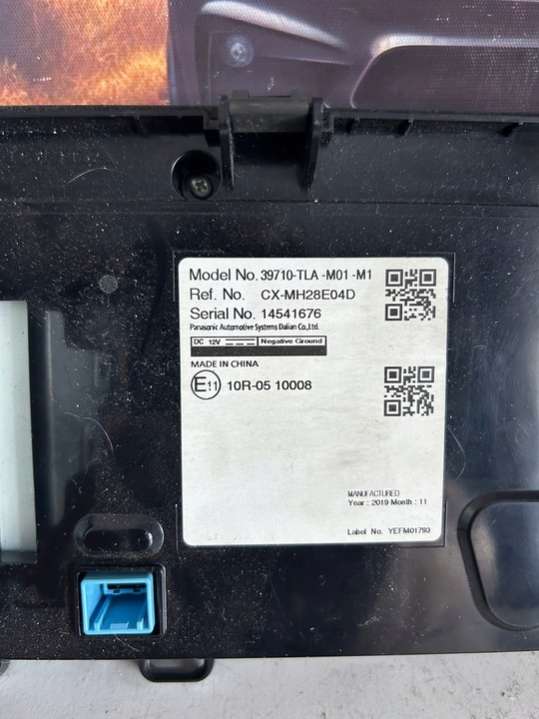 Model No. 39710-TLA -M01 -M1
Ref. No. CX-MH28E04D
Serial No. 14541676
Panasonic Automotive Systems Dalian Co.,Ltd.
DC 12V Negative Ground
MADE IN CHINA
E11 10R-05 10008
MANUFACTURED
Year : 2019 Month : 11
Label No. YEFM01793